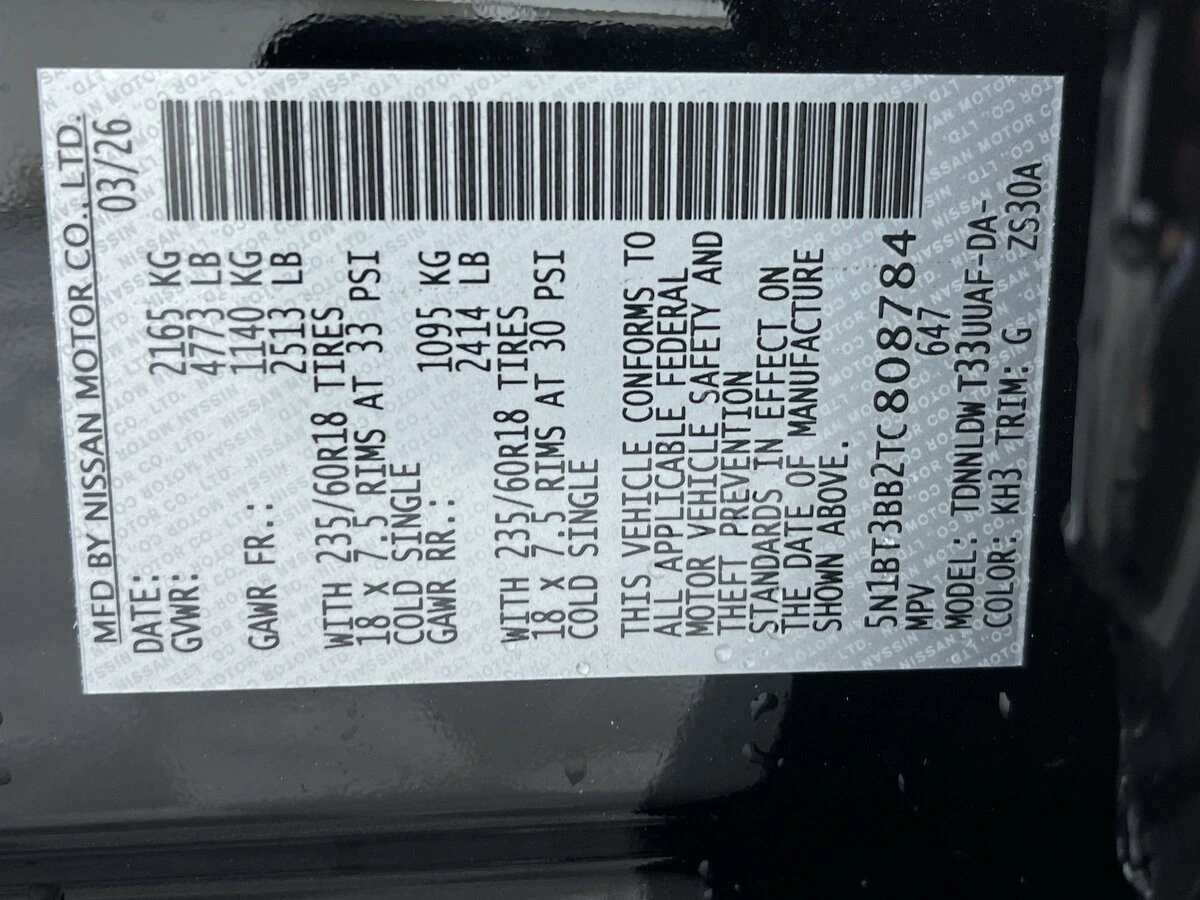 MFD BY NISSAN MOTOR CO., LTD.
DATE: 03/26
GVWR: 2165 KG
4773 LB
GAWR FR.: 1140 KG
2513 LB
WITH 235/60R18 TIRES
18 X 7.5 RIMS AT 33 PSI
COLD SINGLE
GAWR RR.: 1095 KG
2414 LB
WITH 235/60R18 TIRES
18 X 7.5 RIMS AT 30 PSI
COLD SINGLE
THIS VEHICLE CONFORMS TO
ALL APPLICABLE FEDERAL
MOTOR VEHICLE SAFETY AND
THEFT PREVENTION
STANDARDS IN EFFECT ON
THE DATE OF MANUFACTURE
SHOWN ABOVE.
5N1BT3BB2TC808784
MPV 647
MODEL: TDNNLDW T33UUAF-DA-
COLOR: KH3 TRIM: G ZS30A